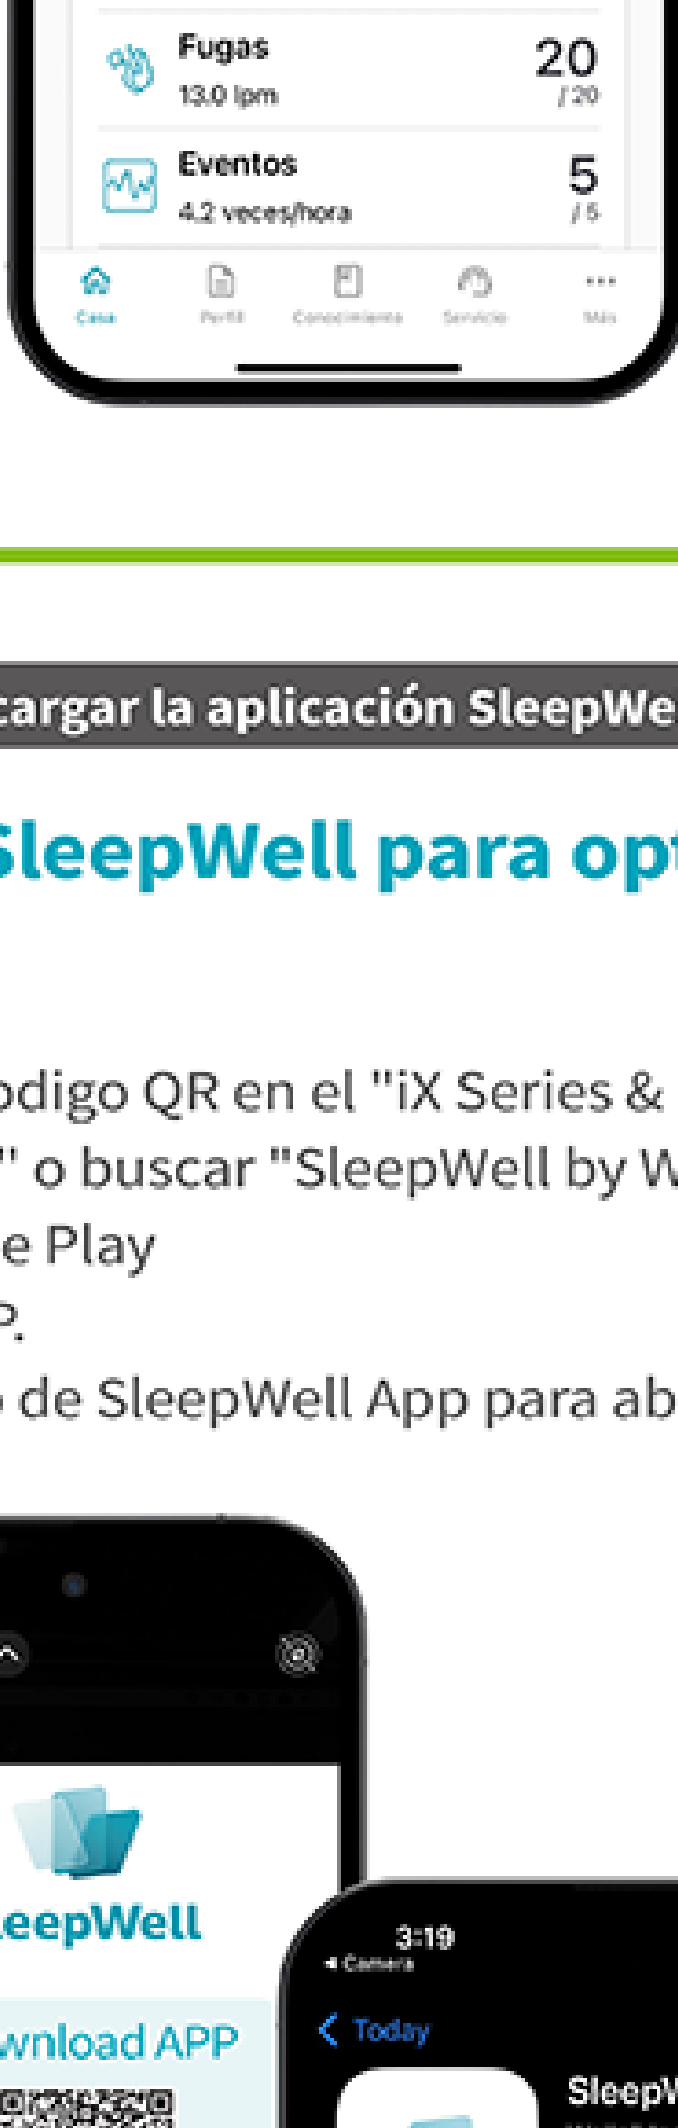 Fugas
20
13.0 lpm
/ 20
Eventos
5
4.2 veces/hora
/ 5
Casa
Perfil
Conocimiento
Servicio
Más
cargar la aplicación SleepWe
SleepWell para opt
odigo QR en el "iX Series &
" o buscar "SleepWell by W
e Play
P.
o de SleepWell App para ab
leepWell
wnload APP
3:19
Camera
Today
SleepW